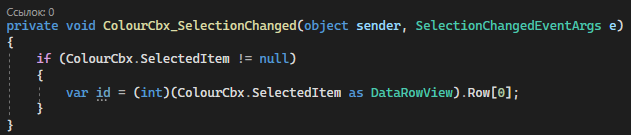 Ссылок: 0
private void ColourCbx_SelectionChanged(object sender, SelectionChangedEventArgs e)
{
if (ColourCbx.SelectedItem != null)
{
var id = (int)(ColourCbx.SelectedItem as DataRowView).Row[0];
}
}